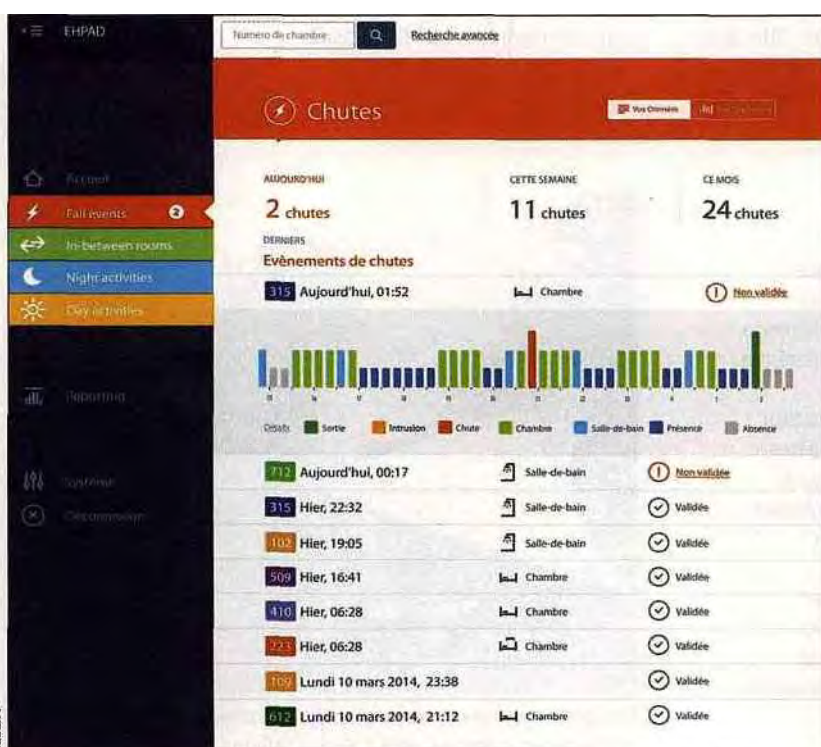 EHPAD
Numéro de chambre
Recherche avancée
Chutes
Vos Données
Accueil
Fall events 2
In-between rooms
Night activities
Day activities
Reporting
Système
Déconnexion
AUJOURD'HUI CETTE SEMAINE CE MOIS
2 chutes 11 chutes 24 chutes
DERNIERS
Evènements de chutes
315 Aujourd'hui, 01:52 Chambre Non validée
Détails Sortie Intrusion Chute Chambre Salle-de-bain Présence Absence
712 Aujourd'hui, 00:17 Salle-de-bain Non validée
315 Hier, 22:32 Salle-de-bain Validée
102 Hier, 19:05 Salle-de-bain Validée
509 Hier, 16:41 Chambre Validée
410 Hier, 06:28 Chambre Validée
223 Hier, 06:28 Chambre Validée
109 Lundi 10 mars 2014, 23:38 Validée
612 Lundi 10 mars 2014, 21:12 Chambre Validée